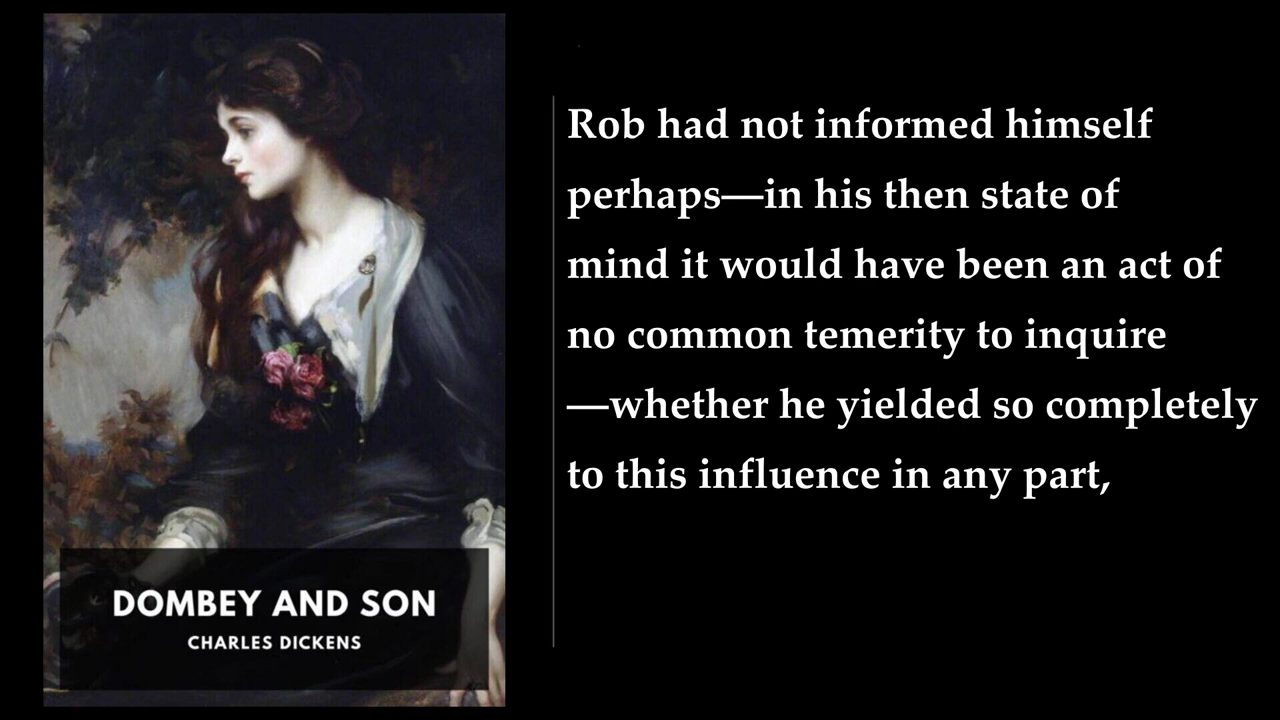 Rob had not informed himself
perhaps—in his then state of
mind it would have been an act of
no common temerity to inquire
—whether he yielded so completely
to this influence in any part,
DOMBEY AND SON
CHARLES DICKENS